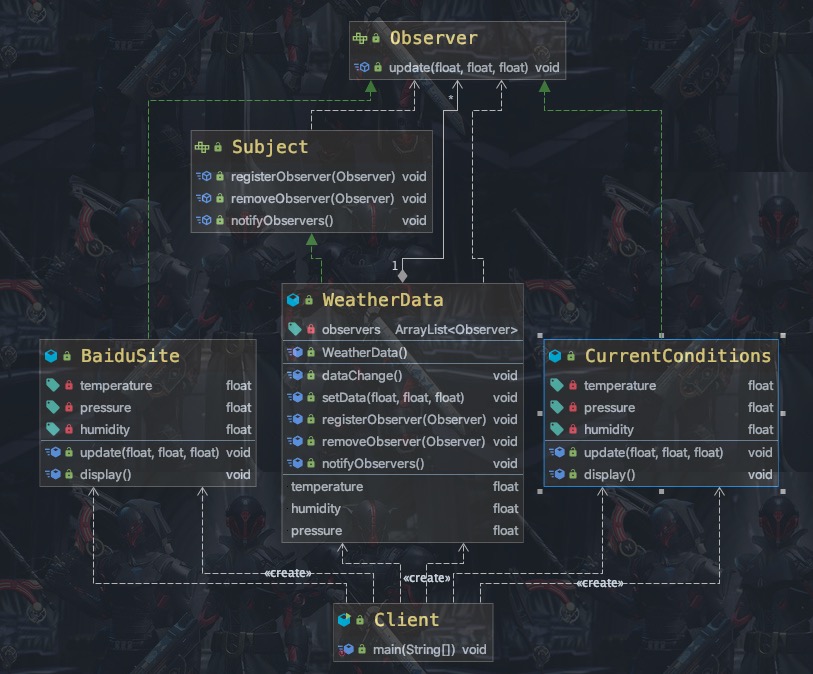 Observer
update(float, float, float) void
*
Subject
registerObserver(Observer) void
removeObserver(Observer) void
notifyObservers() void
1
WeatherData
observers ArrayList<Observer>
WeatherData()
dataChange() void
setData(float, float, float) void
registerObserver(Observer) void
removeObserver(Observer) void
notifyObservers() void
temperature float
humidity float
pressure float
BaiduSite
temperature float
pressure float
humidity float
update(float, float, float) void
display() void
CurrentConditions
temperature float
pressure float
humidity float
update(float, float, float) void
display() void
«create»
«create»
«create»
Client
main(String[]) void